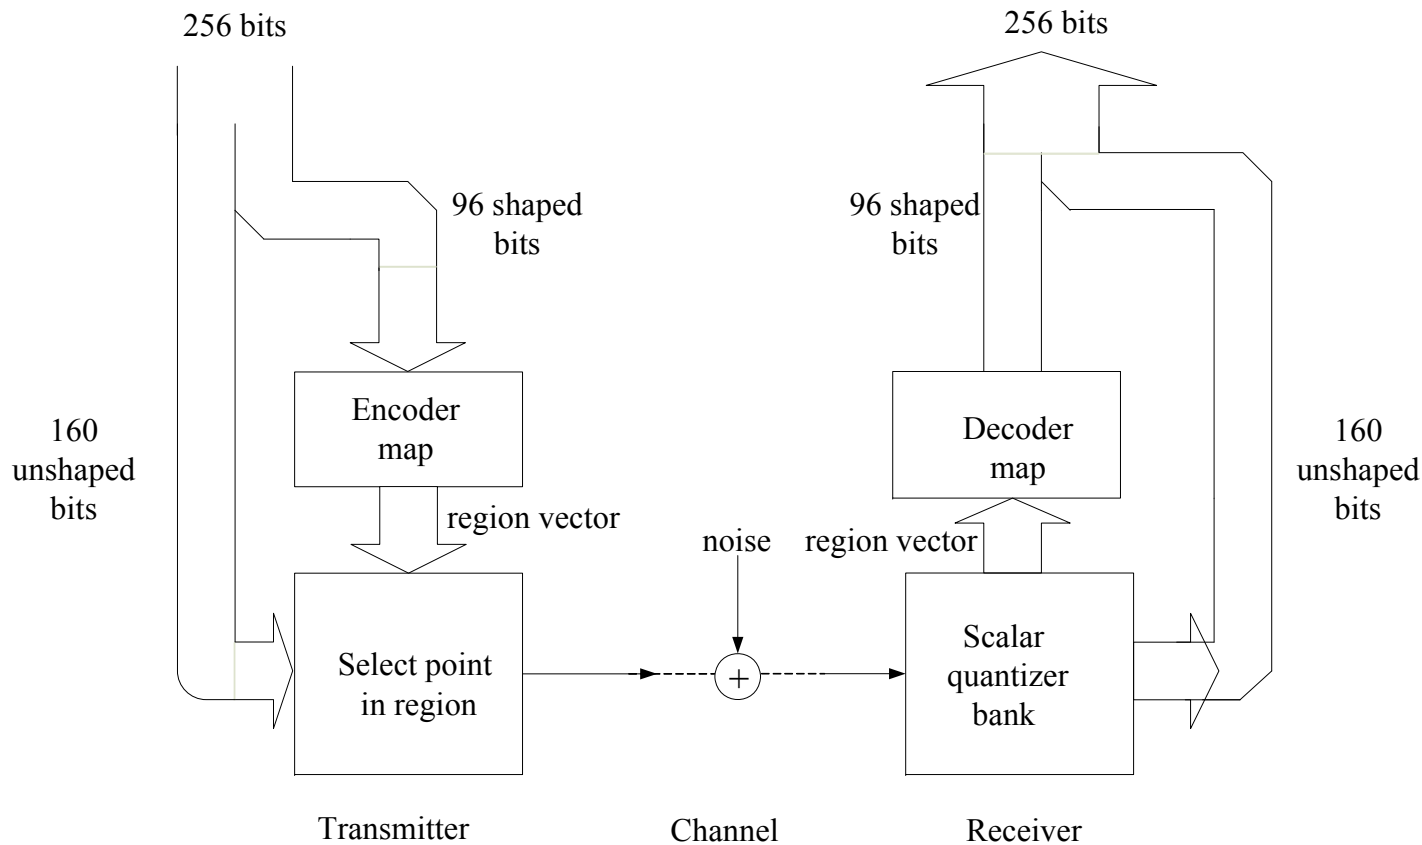 256 bits
256 bits
96 shaped
bits
96 shaped
bits
160
unshaped
bits
Encoder
map
Decoder
map
160
unshaped
bits
region vector
noise
region vector
Select point
in region
+
Scalar
quantizer
bank
Transmitter
Channel
Receiver